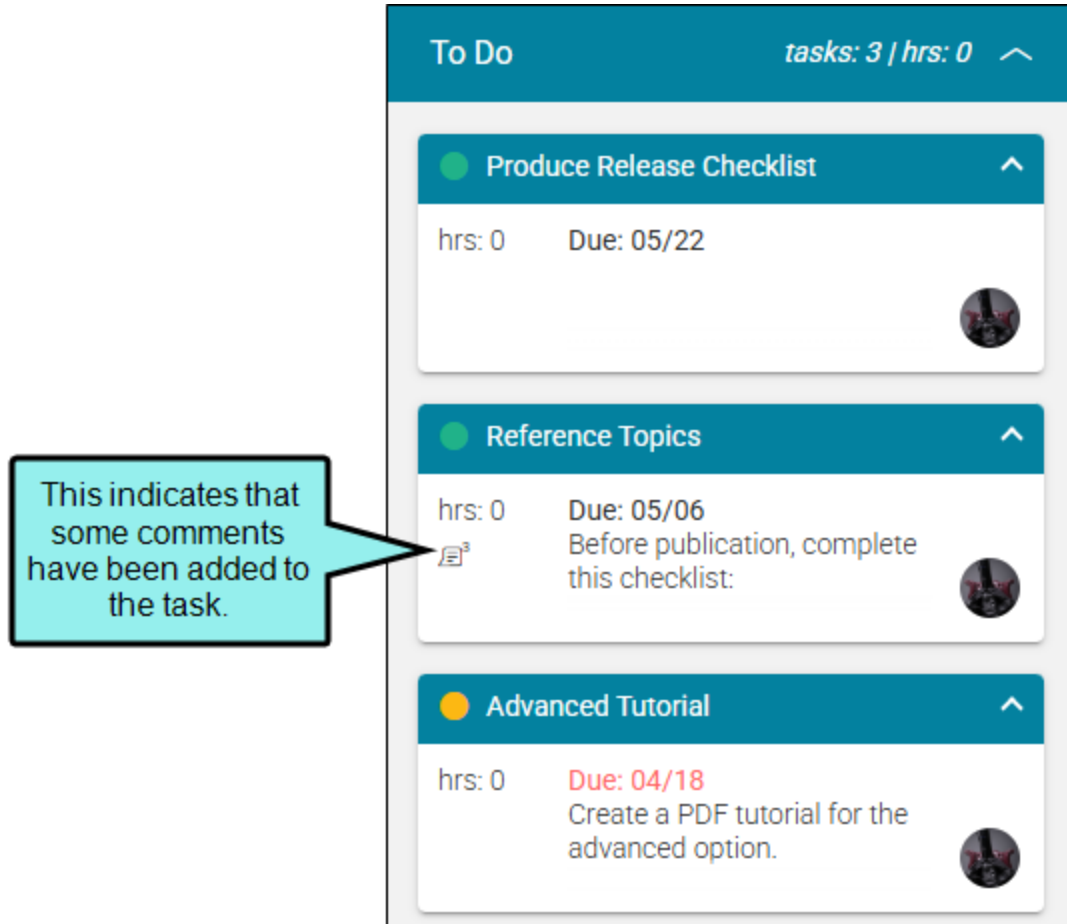 To Do
tasks: 3 | hrs: 0
Produce Release Checklist
hrs: 0
Due: 05/22
Reference Topics
This indicates that
some comments
have been added to
the task.
hrs: 0
Due: 05/06
3
Before publication, complete
this checklist:
Advanced Tutorial
hrs: 0
Due: 04/18
Create a PDF tutorial for the
advanced option.